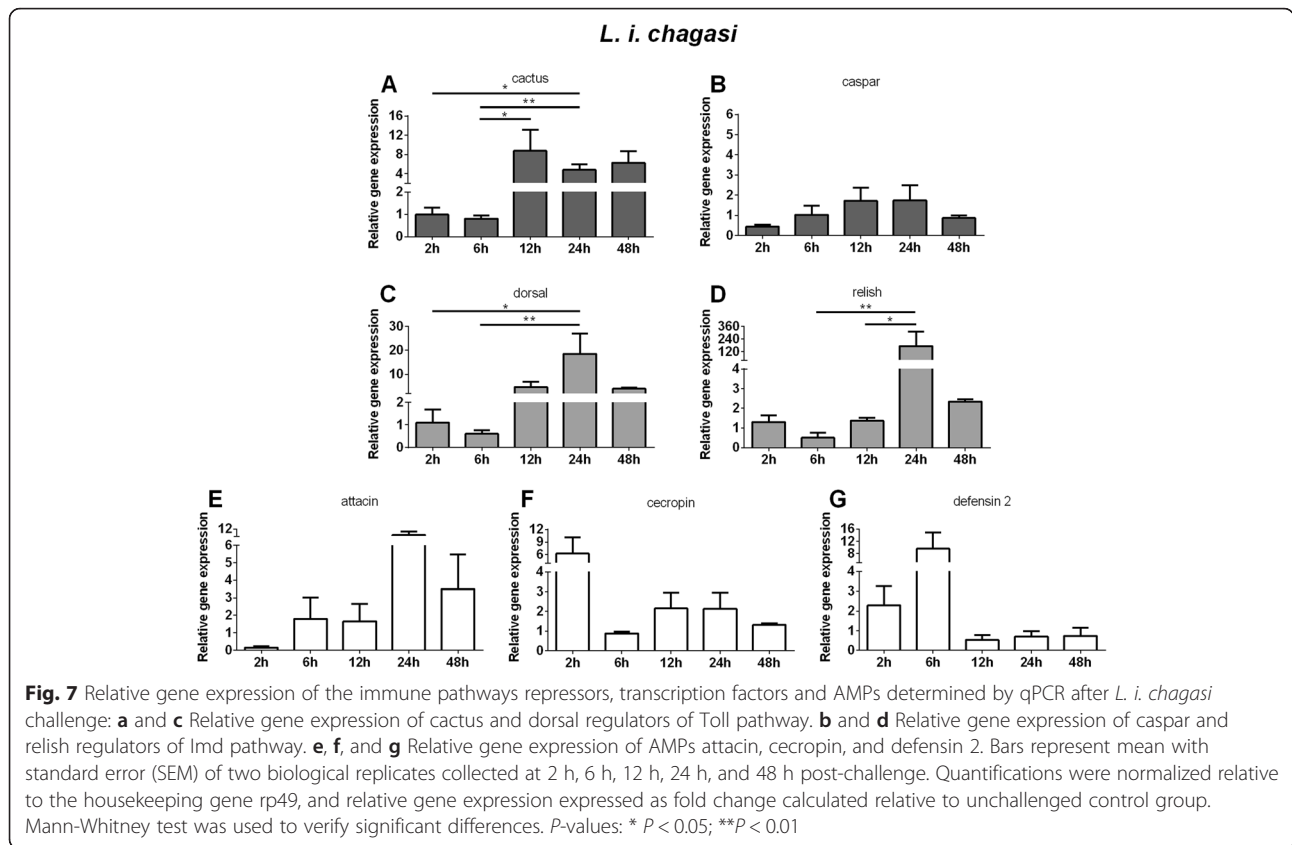 L. i. chagasi
A
cactus
*
**
*
Relative gene expression
16
12
8
4
2
1
0
2h 6h 12h 24h 48h
B
caspar
Relative gene expression
6
5
4
3
2
1
0
2h 6h 12h 24h 48h
C
dorsal
*
**
Relative gene expression
30
20
10
2
1
0
2h 6h 12h 24h 48h
D
relish
**
*
Relative gene expression
360
240
120
4
3
2
1
0
2h 6h 12h 24h 48h
E
attacin
Relative gene expression
12
6
5
4
3
2
1
0
2h 6h 12h 24h 48h
F
cecropin
Relative gene expression
12
6
4
3
2
1
0
2h 6h 12h 24h 48h
G
defensin 2
Relative gene expression
16
12
8
4
3
2
1
0
2h 6h 12h 24h 48h
Fig. 7 Relative gene expression of the immune pathways repressors, transcription factors and AMPs determined by qPCR after L. i. chagasi
challenge: a and c Relative gene expression of cactus and dorsal regulators of Toll pathway. b and d Relative gene expression of caspar and
relish regulators of Imd pathway. e, f, and g Relative gene expression of AMPs attacin, cecropin, and defensin 2. Bars represent mean with
standard error (SEM) of two biological replicates collected at 2 h, 6 h, 12 h, 24 h, and 48 h post-challenge. Quantifications were normalized relative
to the housekeeping gene rp49, and relative gene expression expressed as fold change calculated relative to unchallenged control group.
Mann-Whitney test was used to verify significant differences. P-values: * P < 0.05; **P < 0.01